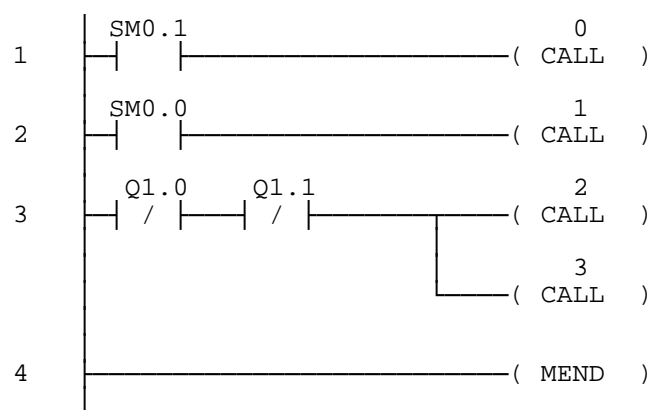 SM0.1 0
1 ( CALL )
SM0.0 1
2 ( CALL )
Q1.0 Q1.1 2
3 / / ( CALL )
3
( CALL )
4 ( MEND )